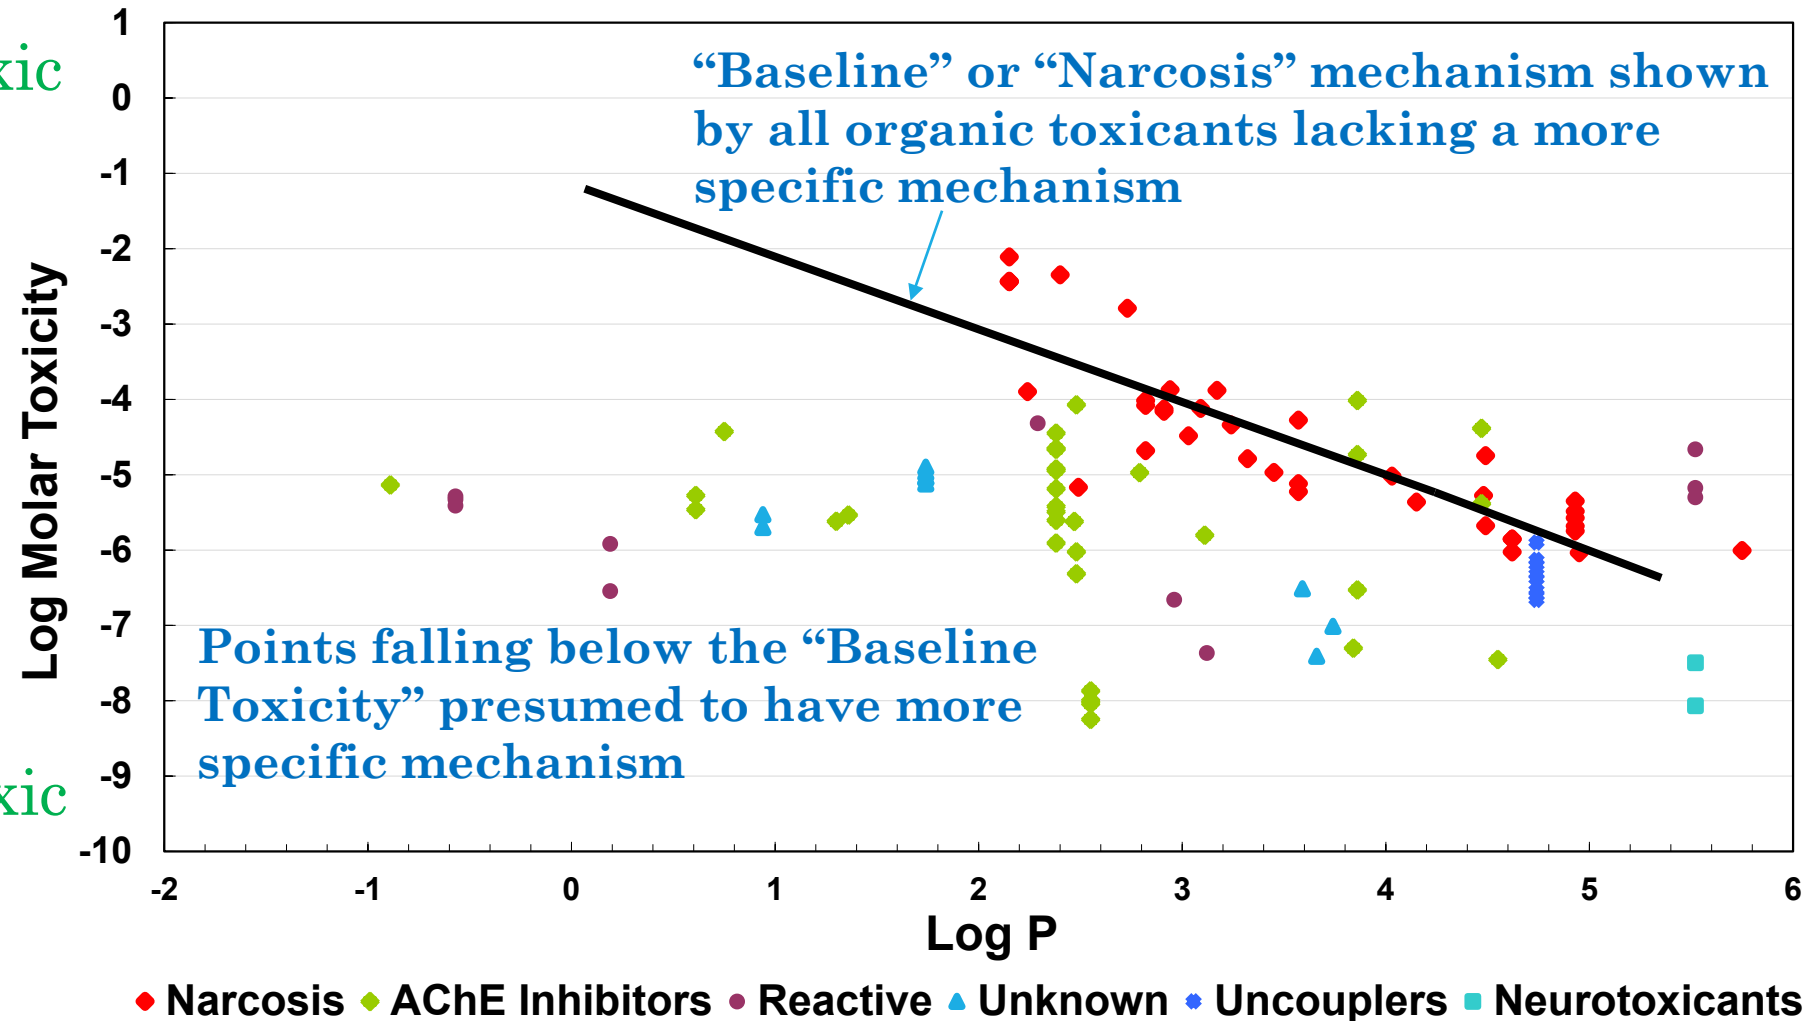 1
xic
“Baseline” or “Narcosis” mechanism shown
by all organic toxicants lacking a more
specific mechanism
0
-1
-2
-3
-4
-5
-6
-7
-8
-9
-10
Log Molar Toxicity
Points falling below the “Baseline
Toxicity” presumed to have more
specific mechanism
xic
-2 -1 0 1 2 3 4 5 6
Log P
Narcosis AChE Inhibitors Reactive Unknown Uncouplers Neurotoxicants